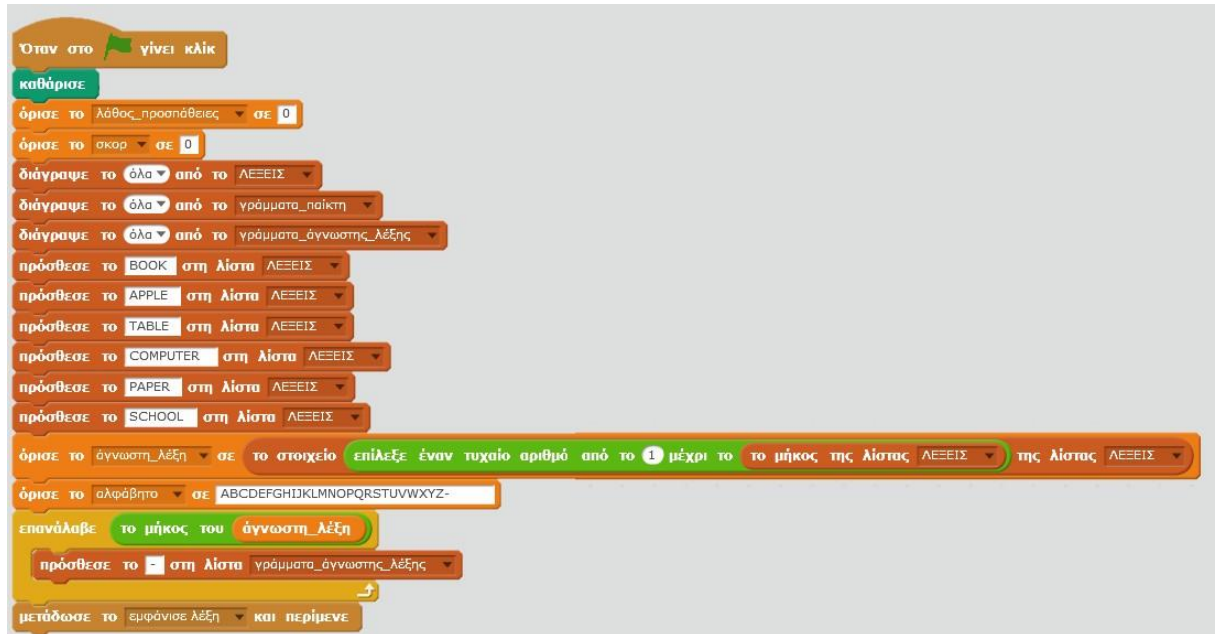 Όταν στο γίνει κλίκ
καθάρισε
όρισε το λάθος_προσπάθειες σε 0
όρισε το σκορ σε 0
διάγραψε το όλα από το ΛΕΞΕΙΣ
διάγραψε το όλα από το γράμματα_παίκτη
διάγραψε το όλα από το γράμματα_άγνωστης_λέξης
πρόσθεσε το BOOK στη λίστα ΛΕΞΕΙΣ
πρόσθεσε το APPLE στη λίστα ΛΕΞΕΙΣ
πρόσθεσε το TABLE στη λίστα ΛΕΞΕΙΣ
πρόσθεσε το COMPUTER στη λίστα ΛΕΞΕΙΣ
πρόσθεσε το PAPER στη λίστα ΛΕΞΕΙΣ
πρόσθεσε το SCHOOL στη λίστα ΛΕΞΕΙΣ
όρισε το άγνωστη_λέξη σε το στοιχείο επίλεξε έναν τυχαίο αριθμό από το 1 μέχρι το το μήκος της λίστας ΛΕΞΕΙΣ της λίστας ΛΕΞΕΙΣ
όρισε το αλφάβητο σε ABCDEFGHIJKLMNOPQRSTUVWXYZ-
επανάλαβε το μήκος του άγνωστη_λέξη
πρόσθεσε το - στη λίστα γράμματα_άγνωστης_λέξης
μετάδωσε το εμφάνισε λέξη και περίμενε